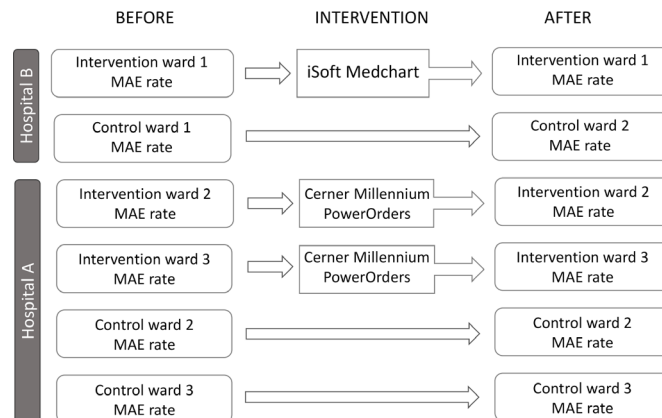 BEFORE INTERVENTION AFTER
Hospital B
Intervention ward 1
MAE rate
iSoft Medchart
Intervention ward 1
MAE rate
Control ward 1
MAE rate
Control ward 2
MAE rate
Hospital A
Intervention ward 2
MAE rate
Cerner Millennium
PowerOrders
Intervention ward 2
MAE rate
Intervention ward 3
MAE rate
Cerner Millennium
PowerOrders
Intervention ward 3
MAE rate
Control ward 2
MAE rate
Control ward 2
MAE rate
Control ward 3
MAE rate
Control ward 3
MAE rate